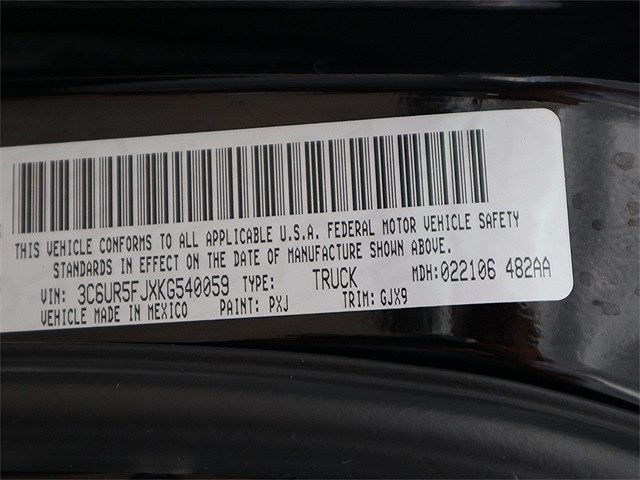 THIS VEHICLE CONFORMS TO ALL APPLICABLE U.S.A. FEDERAL MOTOR VEHICLE SAFETY
STANDARDS IN EFFECT ON THE DATE OF MANUFACTURE SHOWN ABOVE.
VIN: 3C6UR5FJXKG540059 TYPE: TRUCK MDH:022106 482AA
VEHICLE MADE IN MEXICO PAINT: PXJ TRIM: GJX9